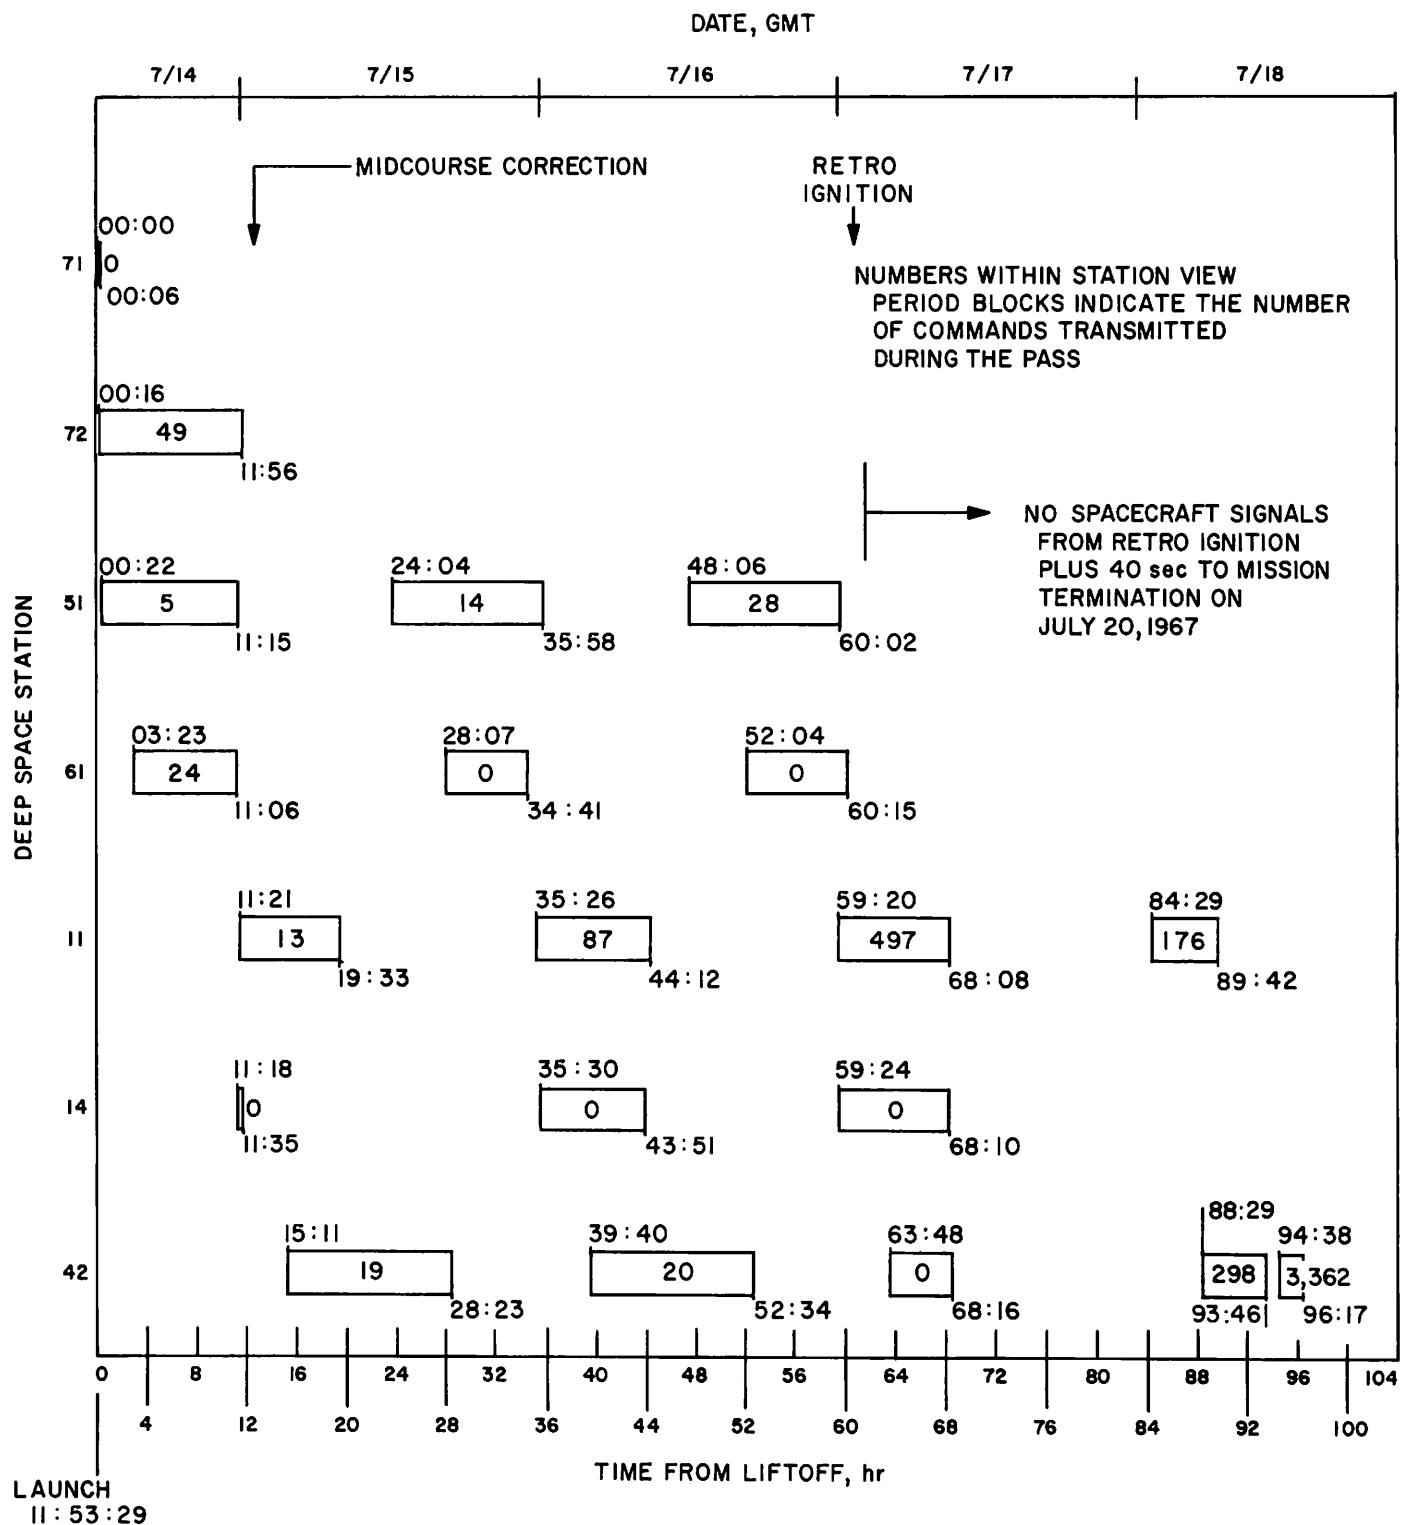 DATE, GMT
7/14 7/15 7/16 7/17 7/18
MIDCOURSE CORRECTION
RETRO
IGNITION
00:00
71 0
00:06
NUMBERS WITHIN STATION VIEW
PERIOD BLOCKS INDICATE THE NUMBER
OF COMMANDS TRANSMITTED
DURING THE PASS
00:16
72 49
11:56
NO SPACECRAFT SIGNALS
FROM RETRO IGNITION
PLUS 40 sec TO MISSION
TERMINATION ON
JULY 20, 1967
DEEP SPACE STATION
00:22 24:04 48:06
51 5 14 28
11:15 35:58 60:02
03:23 28:07 52:04
61 24 0 0
11:06 34:41 60:15
11:21 35:26 59:20 84:29
11 13 87 497 176
19:33 44:12 68:08 89:42
11:18 35:30 59:24
14 0 0 0
11:35 43:51 68:10
15:11 39:40 63:48 88:29 94:38
42 19 20 0 298 3,362
28:23 52:34 68:16 93:46 96:17
0 8 16 24 32 40 48 56 64 72 80 88 96 104
4 12 20 28 36 44 52 60 68 76 84 92 100
TIME FROM LIFTOFF, hr
LAUNCH
11:53:29